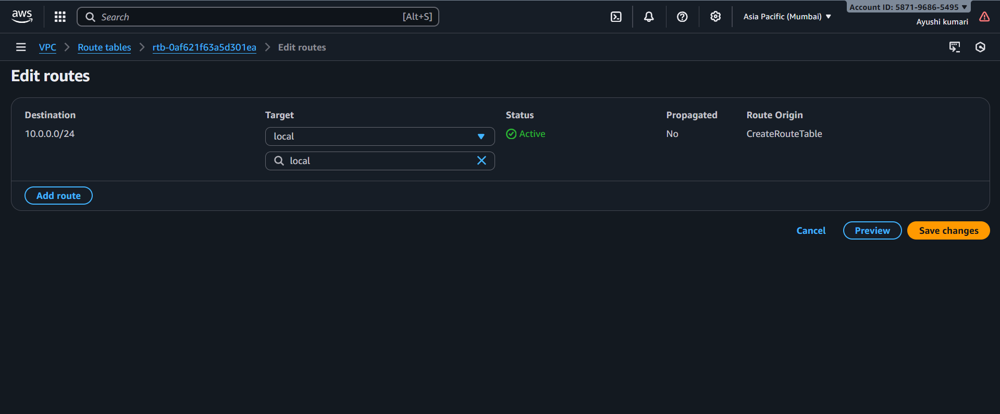 aws
Search [Alt+S]
Asia Pacific (Mumbai)
Account ID: 5871-9686-5495
Ayushi kumari
VPC Route tables rtb-0af621f63a5d301ea Edit routes
Edit routes
Destination Target Status Propagated Route Origin
10.0.0.0/24 local Active No CreateRouteTable
local
Add route
Cancel Preview Save changes